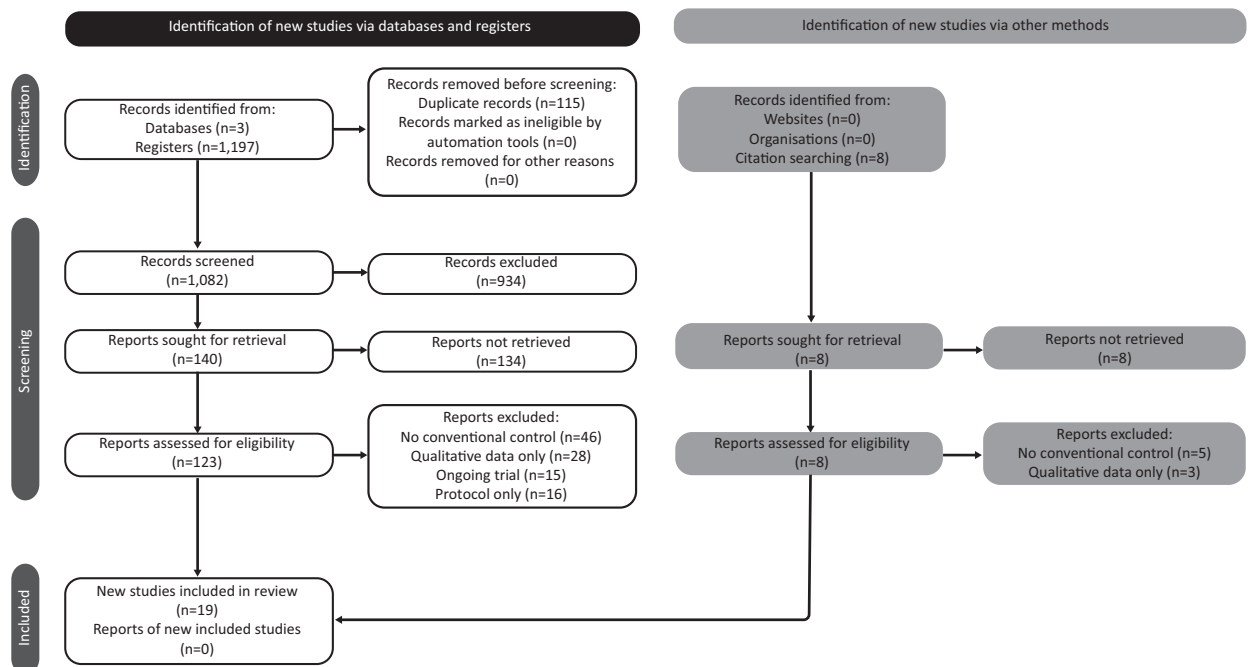 Identification of new studies via databases and registers
Identification of new studies via other methods
Identification
Records identified from:
Databases (n=3)
Registers (n=1,197)
Records removed before screening:
Duplicate records (n=115)
Records marked as ineligible by
automation tools (n=0)
Records removed for other reasons
(n=0)
Records identified from:
Websites (n=0)
Organisations (n=0)
Citation searching (n=8)
Screening
Records screened
(n=1,082)
Records excluded
(n=934)
Reports sought for retrieval
(n=140)
Reports not retrieved
(n=134)
Reports sought for retrieval
(n=8)
Reports not retrieved
(n=8)
Reports assessed for eligibility
(n=123)
Reports excluded:
No conventional control (n=46)
Qualitative data only (n=28)
Ongoing trial (n=15)
Protocol only (n=16)
Reports assessed for eligibility
(n=8)
Reports excluded:
No conventional control (n=5)
Qualitative data only (n=3)
Included
New studies included in review
(n=19)
Reports of new included studies
(n=0)